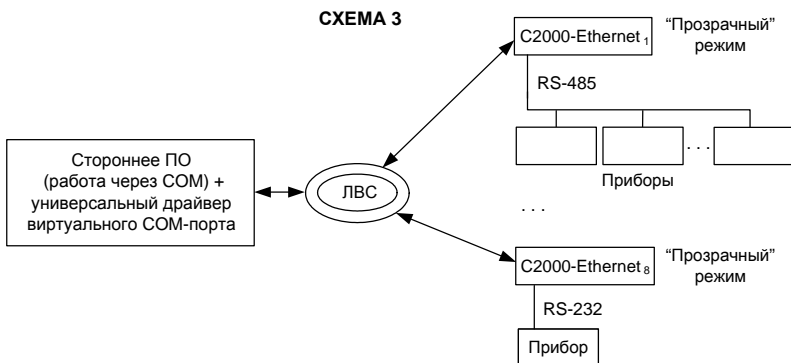 СХЕМА 3
C2000-Ethernet 1
“Прозрачный”
режим
RS-485
. . .
Приборы
Стороннее ПО
(работа через COM) +
универсальный драйвер
виртуального COM-порта
ЛВС
. . .
C2000-Ethernet 8
“Прозрачный”
режим
RS-232
Прибор